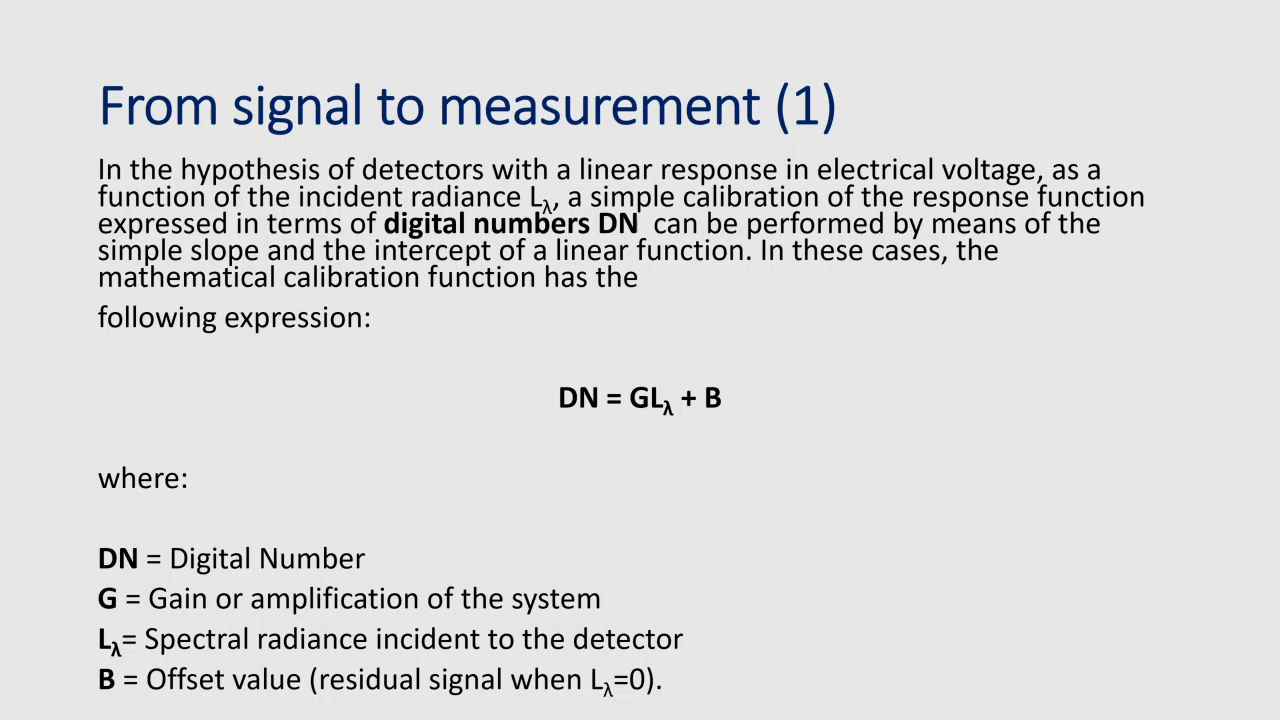 From signal to measurement (1)
In the hypothesis of detectors with a linear response in electrical voltage, as a
function of the incident radiance Lλ, a simple calibration of the response function
expressed in terms of digital numbers DN can be performed by means of the
simple slope and the intercept of a linear function. In these cases, the
mathematical calibration function has the
following expression:
DN = GLλ + B
where:
DN = Digital Number
G = Gain or amplification of the system
Lλ= Spectral radiance incident to the detector
B = Offset value (residual signal when Lλ=0).